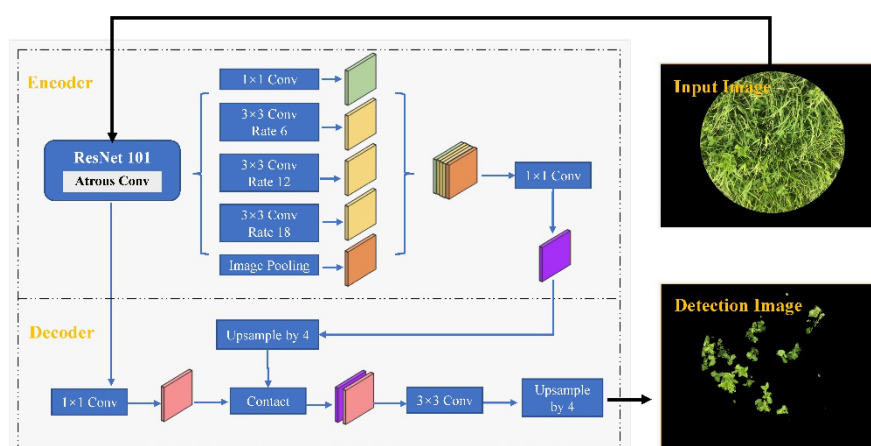 Encoder
ResNet 101
Atrous Conv
1×1 Conv
3×3 Conv
Rate 6
3×3 Conv
Rate 12
3×3 Conv
Rate 18
Image Pooling
1×1 Conv
Input Image
Decoder
Upsample by 4
1×1 Conv
Contact
3×3 Conv
Upsample
by 4
Detection Image